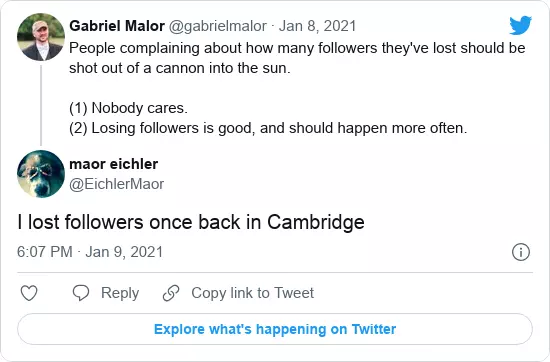 Gabriel Malor @gabrielmalor · Jan 8, 2021
People complaining about how many followers they've lost should be
shot out of a cannon into the sun.
(1) Nobody cares.
(2) Losing followers is good, and should happen more often.
maor eichler
@EichlerMaor
I lost followers once back in Cambridge
6:07 PM · Jan 9, 2021
Reply
Copy link to Tweet
Explore what's happening on Twitter